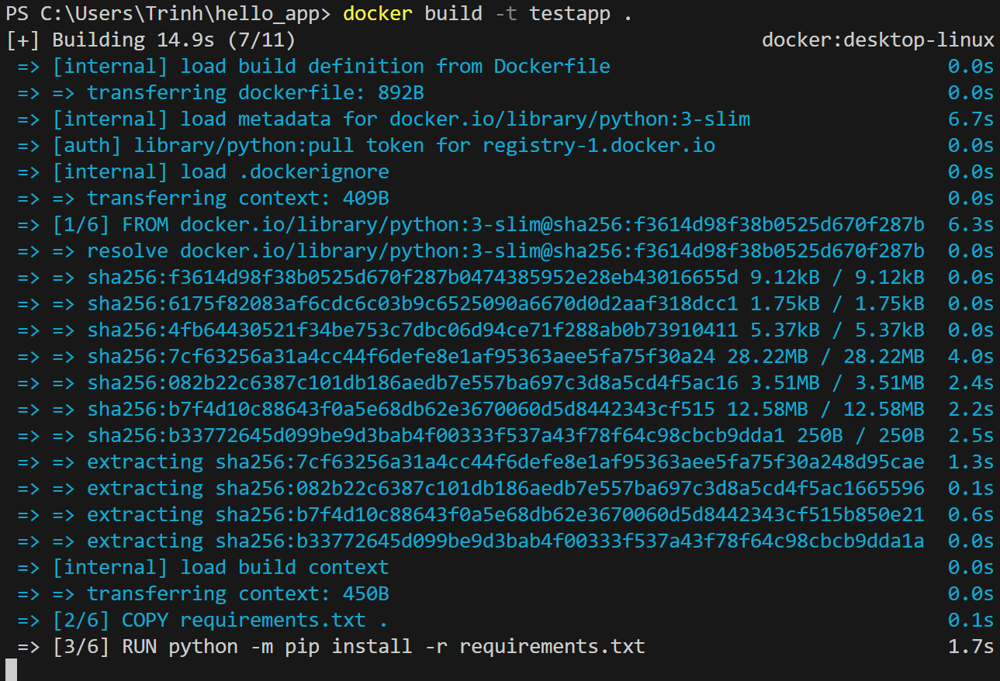 PS C:\Users\Trinh\hello_app> docker build -t testapp .
[+] Building 14.9s (7/11) docker:desktop-linux
=> [internal] load build definition from Dockerfile 0.0s
=> => transferring dockerfile: 892B 0.0s
=> [internal] load metadata for docker.io/library/python:3-slim 6.7s
=> [auth] library/python:pull token for registry-1.docker.io 0.0s
=> [internal] load .dockerignore 0.0s
=> => transferring context: 409B 0.0s
=> [1/6] FROM docker.io/library/python:3-slim@sha256:f3614d98f38b0525d670f287b 6.3s
=> => resolve docker.io/library/python:3-slim@sha256:f3614d98f38b0525d670f287b 0.0s
=> => sha256:f3614d98f38b0525d670f287b0474385952e28eb43016655d 9.12kB / 9.12kB 0.0s
=> => sha256:6175f82083af6cdc6c03b9c6525090a6670d0d2aaf318dcc1 1.75kB / 1.75kB 0.0s
=> => sha256:4fb64430521f34be753c7dbc06d94ce71f288ab0b73910411 5.37kB / 5.37kB 0.0s
=> => sha256:7cf63256a31a4cc44f6defe8e1af95363aee5fa75f30a24 28.22MB / 28.22MB 4.0s
=> => sha256:082b22c6387c101db186aedb7e557ba697c3d8a5cd4f5ac16 3.51MB / 3.51MB 2.4s
=> => sha256:b7f4d10c88643f0a5e68db62e3670060d5d8442343cf515 12.58MB / 12.58MB 2.2s
=> => sha256:b33772645d099be9d3bab4f00333f537a43f78f64c98cbcb9dda1 250B / 250B 2.5s
=> => extracting sha256:7cf63256a31a4cc44f6defe8e1af95363aee5fa75f30a248d95cae 1.3s
=> => extracting sha256:082b22c6387c101db186aedb7e557ba697c3d8a5cd4f5ac1665596 0.1s
=> => extracting sha256:b7f4d10c88643f0a5e68db62e3670060d5d8442343cf515b850e21 0.6s
=> => extracting sha256:b33772645d099be9d3bab4f00333f537a43f78f64c98cbcb9dda1a 0.0s
=> [internal] load build context 0.0s
=> => transferring context: 450B 0.0s
=> [2/6] COPY requirements.txt . 0.1s
=> [3/6] RUN python -m pip install -r requirements.txt 1.7s